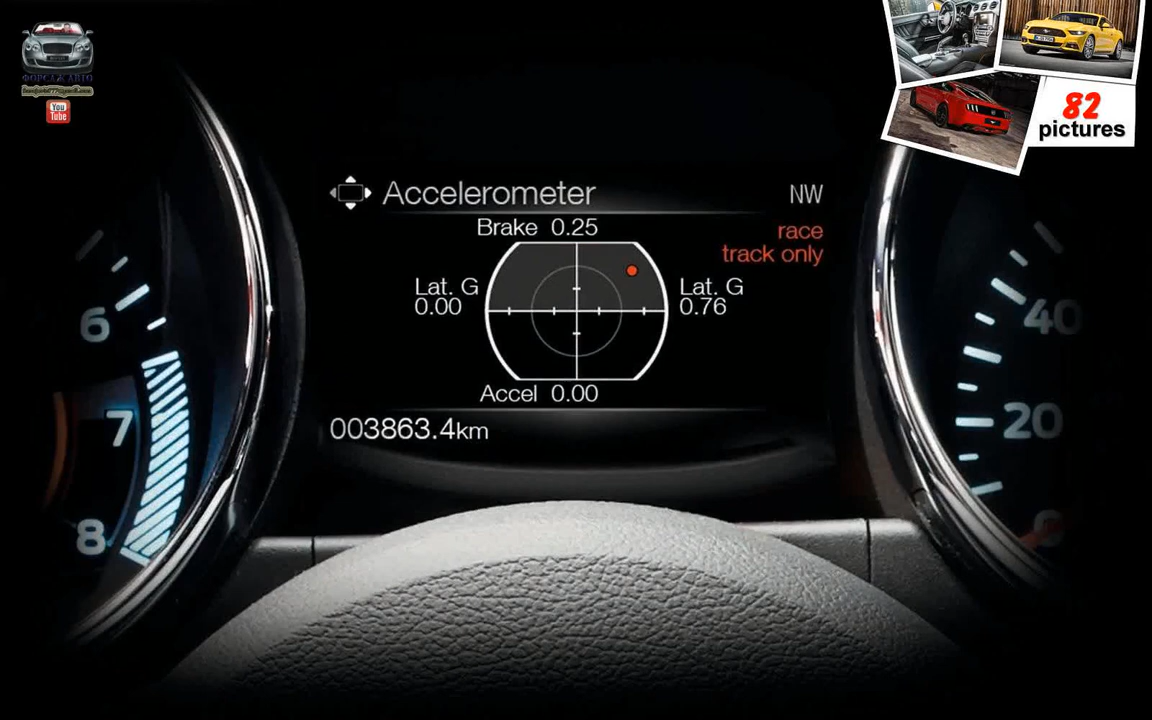 ФОРСАЖ АВТО
You
Tube
82
pictures
Accelerometer
NW
Brake 0.25
race
track only
Lat. G
0.00
Lat. G
0.76
Accel 0.00
003863.4km
6
7
8
40
20